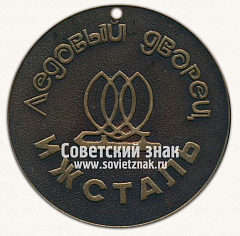 Ледовый дворец
Советский знак
www.sovietznak.ru
ИЖСТАЛЬ